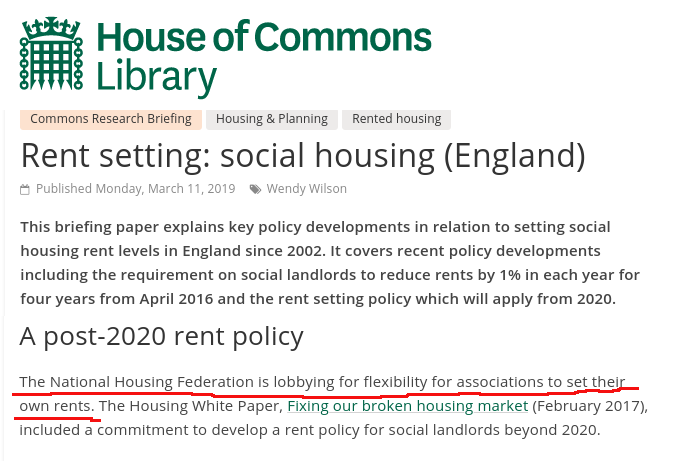 House of Commons
Library
Commons Research Briefing Housing & Planning Rented housing
Rent setting: social housing (England)
Published Monday, March 11, 2019 Wendy Wilson
This briefing paper explains key policy developments in relation to setting social
housing rent levels in England since 2002. It covers recent policy developments
including the requirement on social landlords to reduce rents by 1% in each year for
four years from April 2016 and the rent setting policy which will apply from 2020.
A post-2020 rent policy
The National Housing Federation is lobbying for flexibility for associations to set their
own rents. The Housing White Paper, Fixing our broken housing market (February 2017),
included a commitment to develop a rent policy for social landlords beyond 2020.